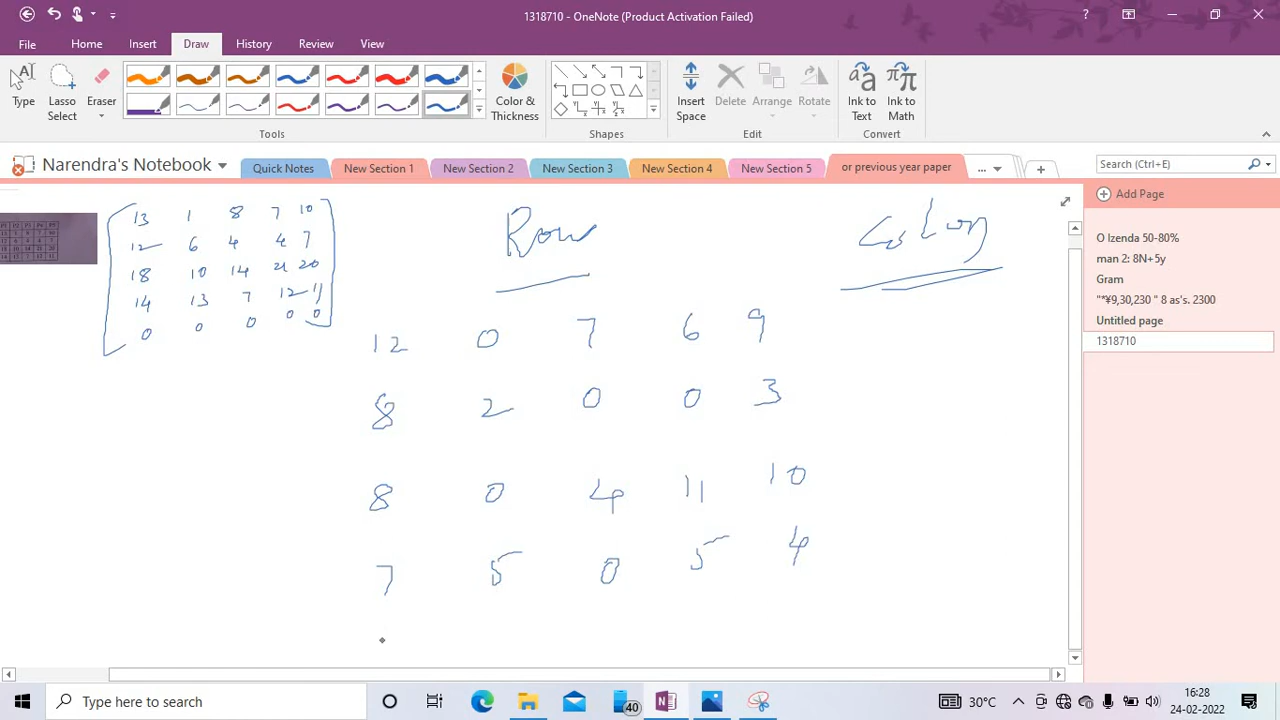 1318710 - OneNote (Product Activation Failed)
File Home Insert Draw History Review View
Type Lasso Select Eraser Color & Thickness Insert Space Delete Arrange Rotate Ink to Text Ink to Math
Tools Shapes Edit Convert
Narendra's Notebook Quick Notes New Section 1 New Section 2 New Section 3 New Section 4 New Section 5 or previous year paper ... Search (Ctrl+E)
Add Page
O Izenda 50-80%
man 2: 8N+5y
Gram
"*¥9,30,230 " 8 as's. 2300
Untitled page
1318710
13 1 8 7 10
12 6 4 4 7
18 10 14 21 20
14 13 7 12 11
0 0 0 0 0
Row
12 0 7 6 9
8 2 0 0 3
8 0 4 11 10
7 5 0 5 4
Type here to search
40
30°C
16:28
24-02-2022